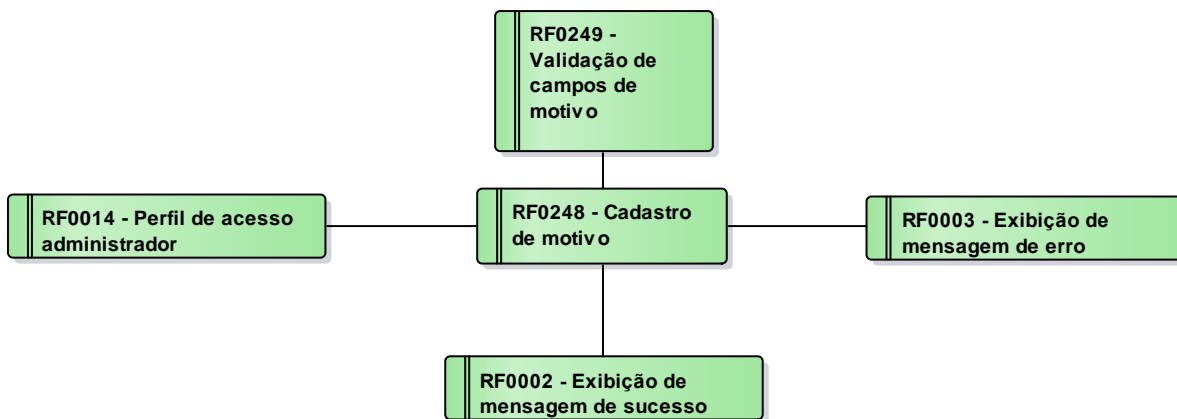 RF0249 -
Validação de
campos de
motivo
RF0014 - Perfil de acesso
administrador
RF0248 - Cadastro
de motivo
RF0003 - Exibição de
mensagem de erro
RF0002 - Exibição de
mensagem de sucesso